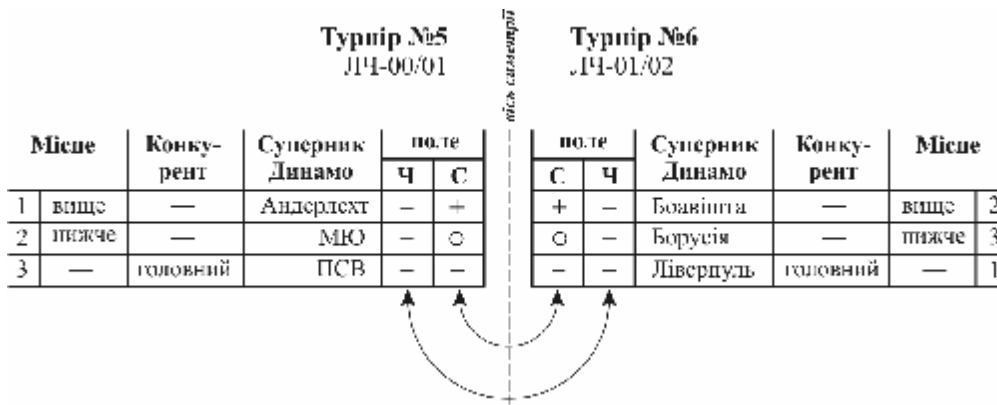 Турнір №5
ЛЧ-00/01
вісь симетрії
Турнір №6
ЛЧ-01/02
Місце Конку-рент Суперник Динамо поле Ч С
1 вище — Андерлехт – +
2 нижче — МЮ – ○
3 — головний ПСВ – –
поле С Ч Суперник Динамо Конку-рент Місце
+ – Боавішта — вище 2
○ – Борусія — нижче 3
– – Ліверпуль головний — 1